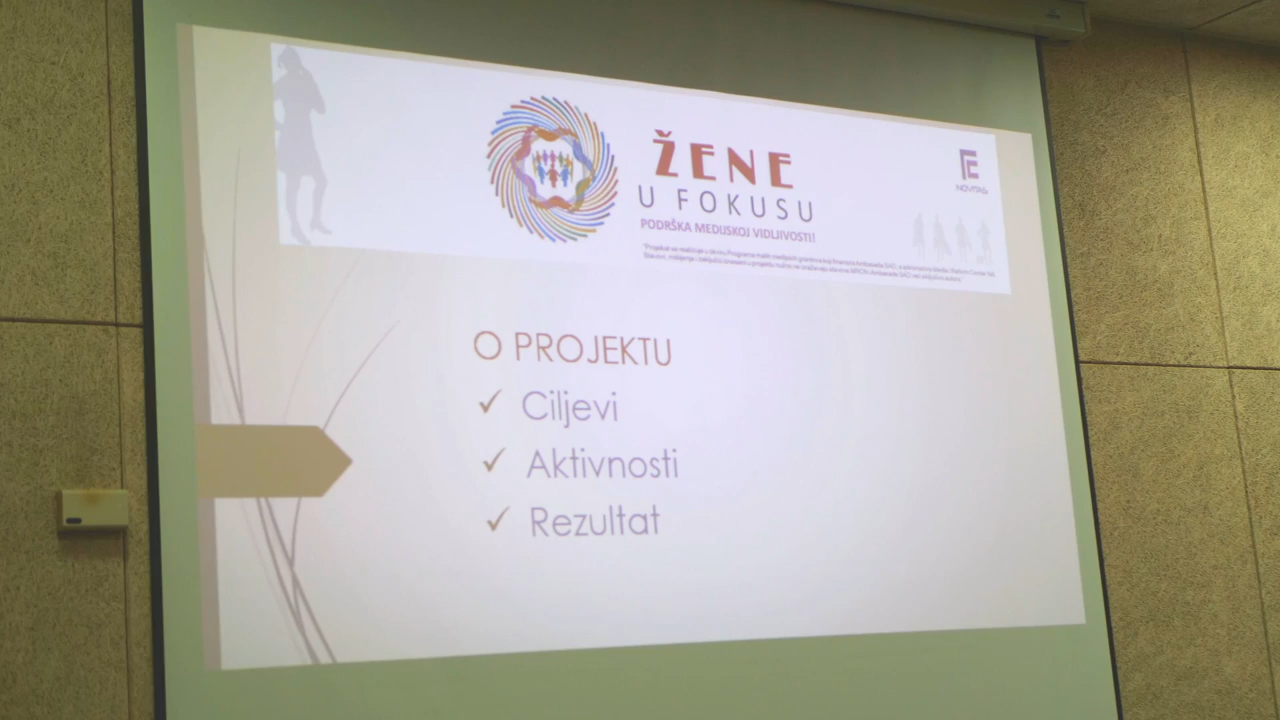 ŽENE
U FOKUSU
PODRŠKA MEDIJSKOJ VIDLJIVOSTI!
NOVITAS
O PROJEKTU
✓ Ciljevi
✓ Aktivnosti
✓ Rezultat